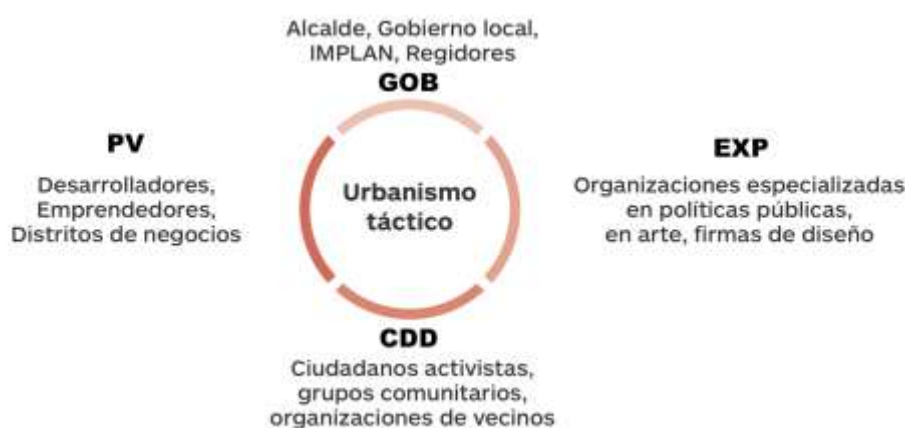 Alcalde, Gobierno local,
IMPLAN, Regidores
GOB
PV
Desarrolladores,
Emprendedores,
Distritos de negocios
Urbanismo
táctico
EXP
Organizaciones especializadas
en políticas públicas,
en arte, firmas de diseño
CDD
Ciudadanos activistas,
grupos comunitarios,
organizaciones de vecinos